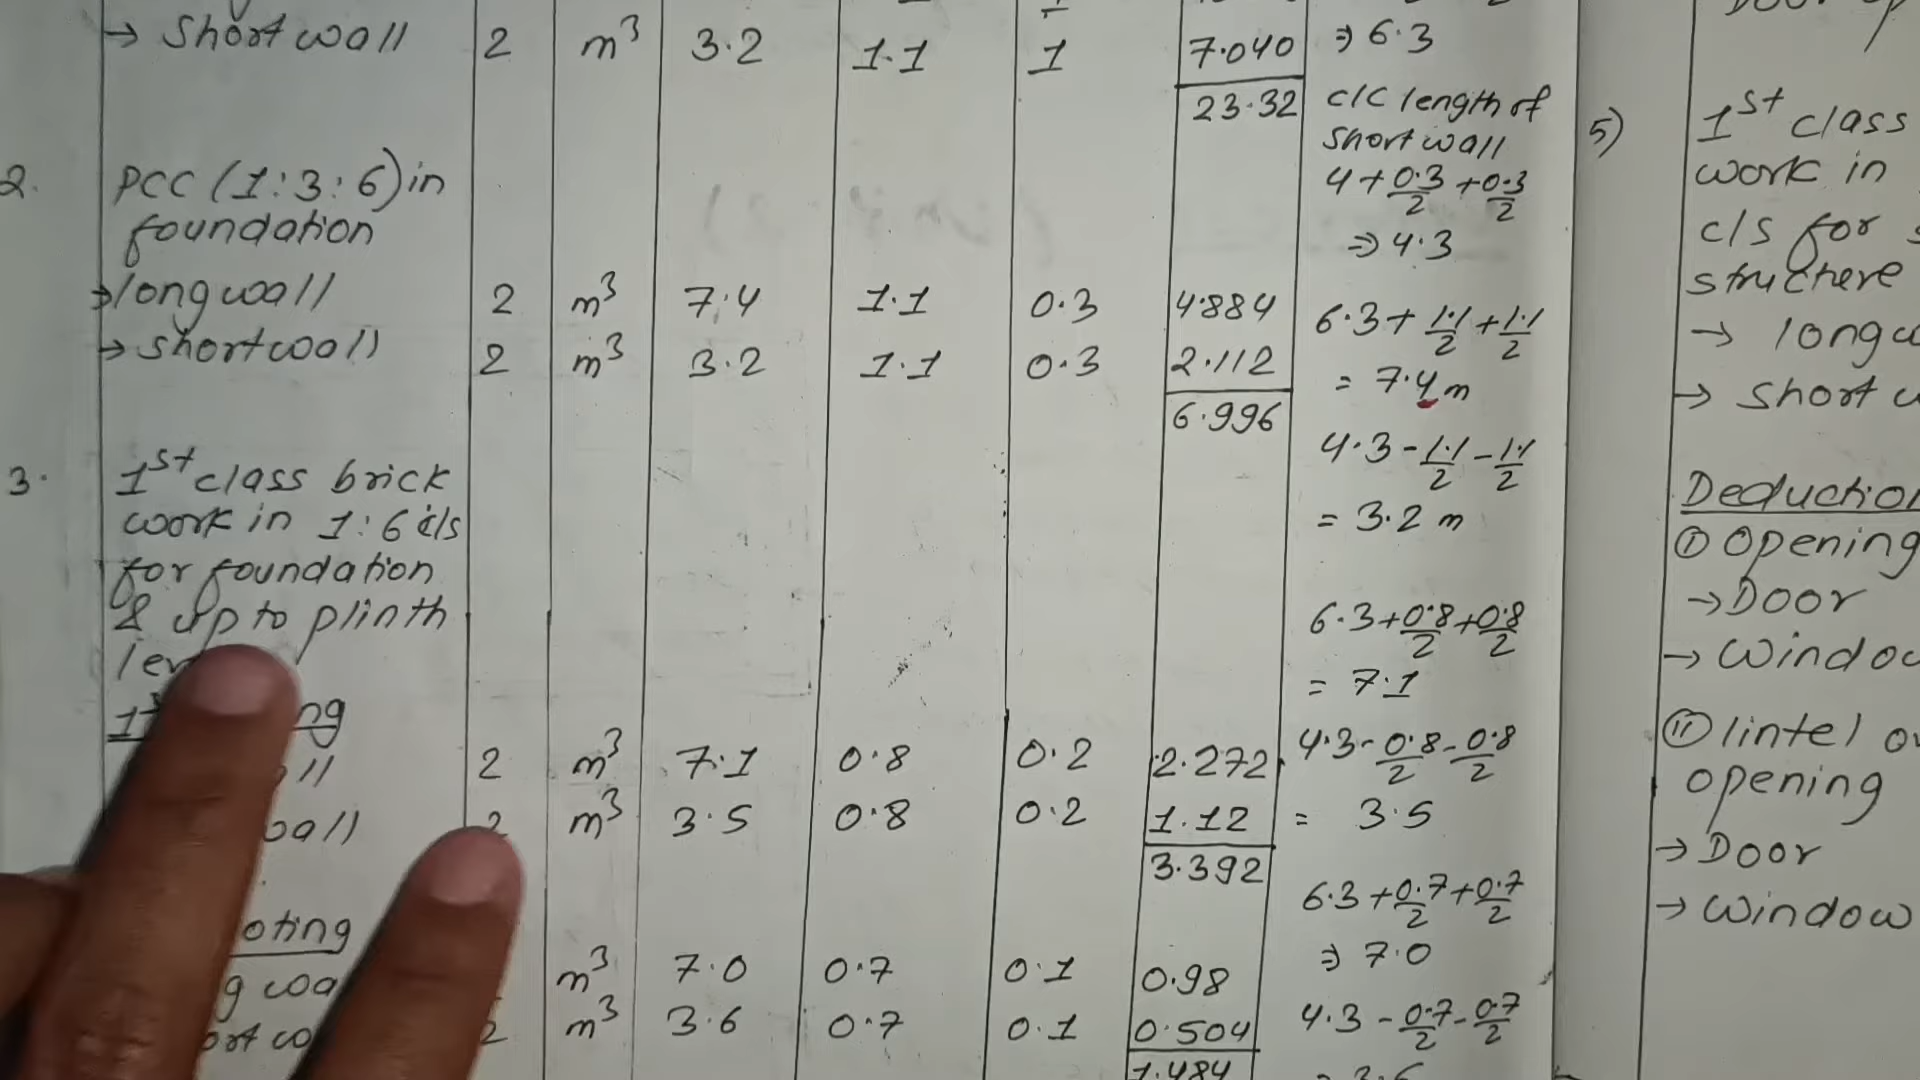 → Short wall 2 m³ 3.2 1.1 1 7.040 ⇒ 6.3
23.32 c/c length of
short wall
4 + 0.3/2 + 0.3/2
⇒ 4.3
2. PCC (1:3:6) in
foundation
→ long wall 2 m³ 7.4 1.1 0.3 4.884 6.3 + 1.1/2 + 1.1/2
= 7.4 m
→ short wall 2 m³ 3.2 1.1 0.3 2.112
6.996 4.3 - 1.1/2 - 1.1/2
= 3.2 m
3. 1st class brick
work in 1:6 c/s
for foundation
& up to plinth
6.3 + 0.8/2 + 0.8/2
= 7.1
2 m³ 7.1 0.8 0.2 2.272 4.3 - 0.8/2 - 0.8/2
2 m³ 3.5 0.8 0.2 1.12 = 3.5
3.392
6.3 + 0.7/2 + 0.7/2
⇒ 7.0
m³ 7.0 0.7 0.1 0.98
2 m³ 3.6 0.7 0.1 0.504 4.3 - 0.7/2 - 0.7/2
1.484
5) 1st class
work in
c/s for
structere
→
→ short
Deduction
① opening
→ Door
→ Window
② lintel
opening
→ Door
→ Window